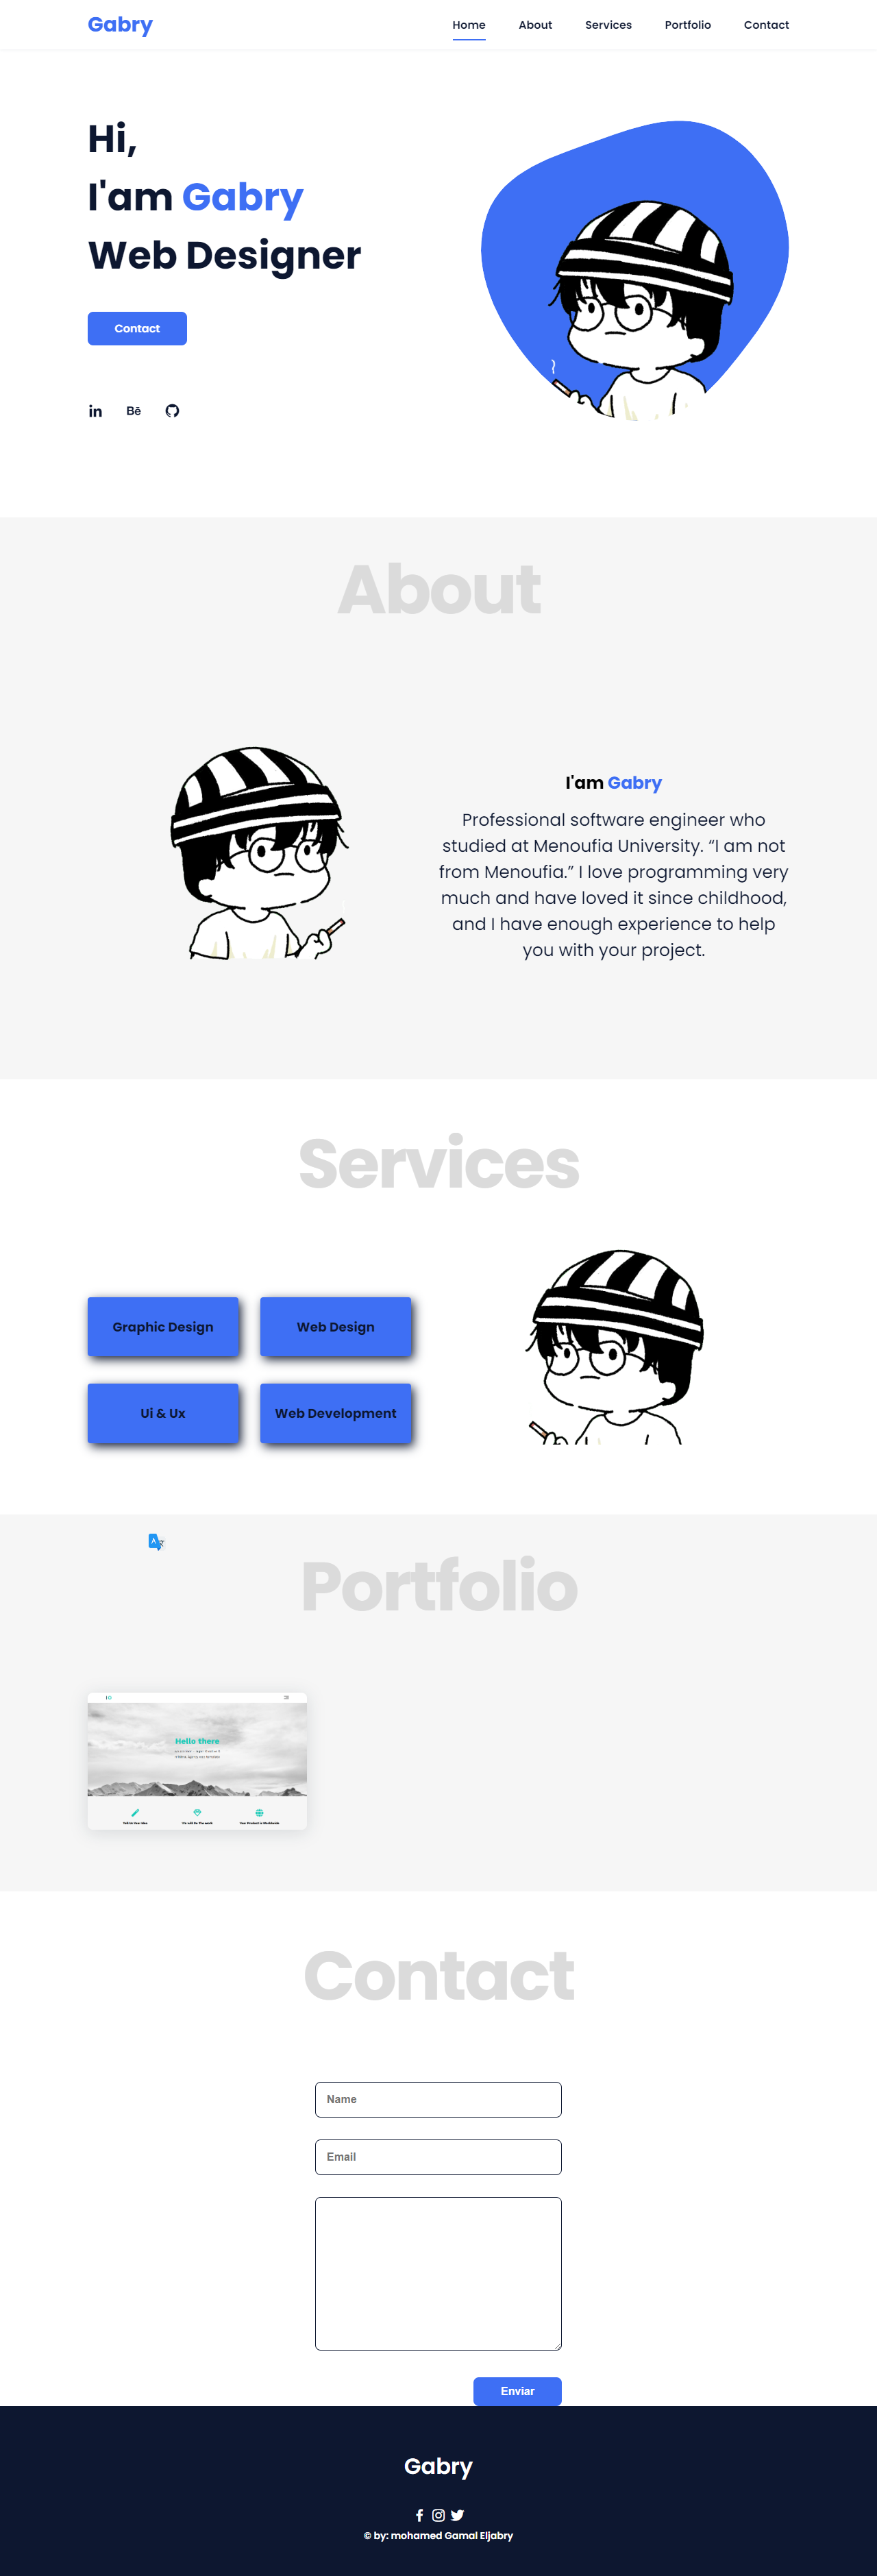 Gabry
Home About Services Portfolio Contact
Hi,
I'am Gabry
Web Designer
Contact
in Bē
About
I'am Gabry
Professional software engineer who
studied at Menoufia University. “I am not
from Menoufia.” I love programming very
much and have loved it since childhood,
and I have enough experience to help
you with your project.
Services
Graphic Design Web Design
Ui & Ux Web Development
Portfolio
Hello there
Contact
Name
Email
Enviar
Gabry
© by: mohamed Gamal Eljabry